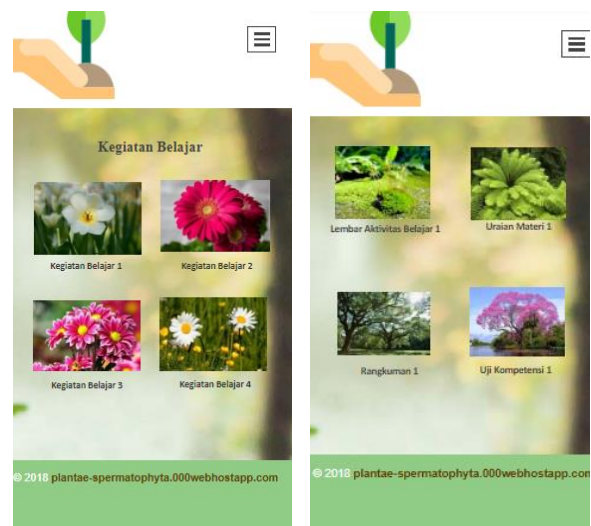 Kegiatan Belajar
Kegiatan Belajar 1
Kegiatan Belajar 2
Kegiatan Belajar 3
Kegiatan Belajar 4
© 2018 plantae-spermatophyta.000webhostapp.com
Lembar Aktivitas Belajar 1
Uraian Materi 1
Rangkuman 1
Uji Kompetensi 1
© 2018 plantae-spermatophyta.000webhostapp.com